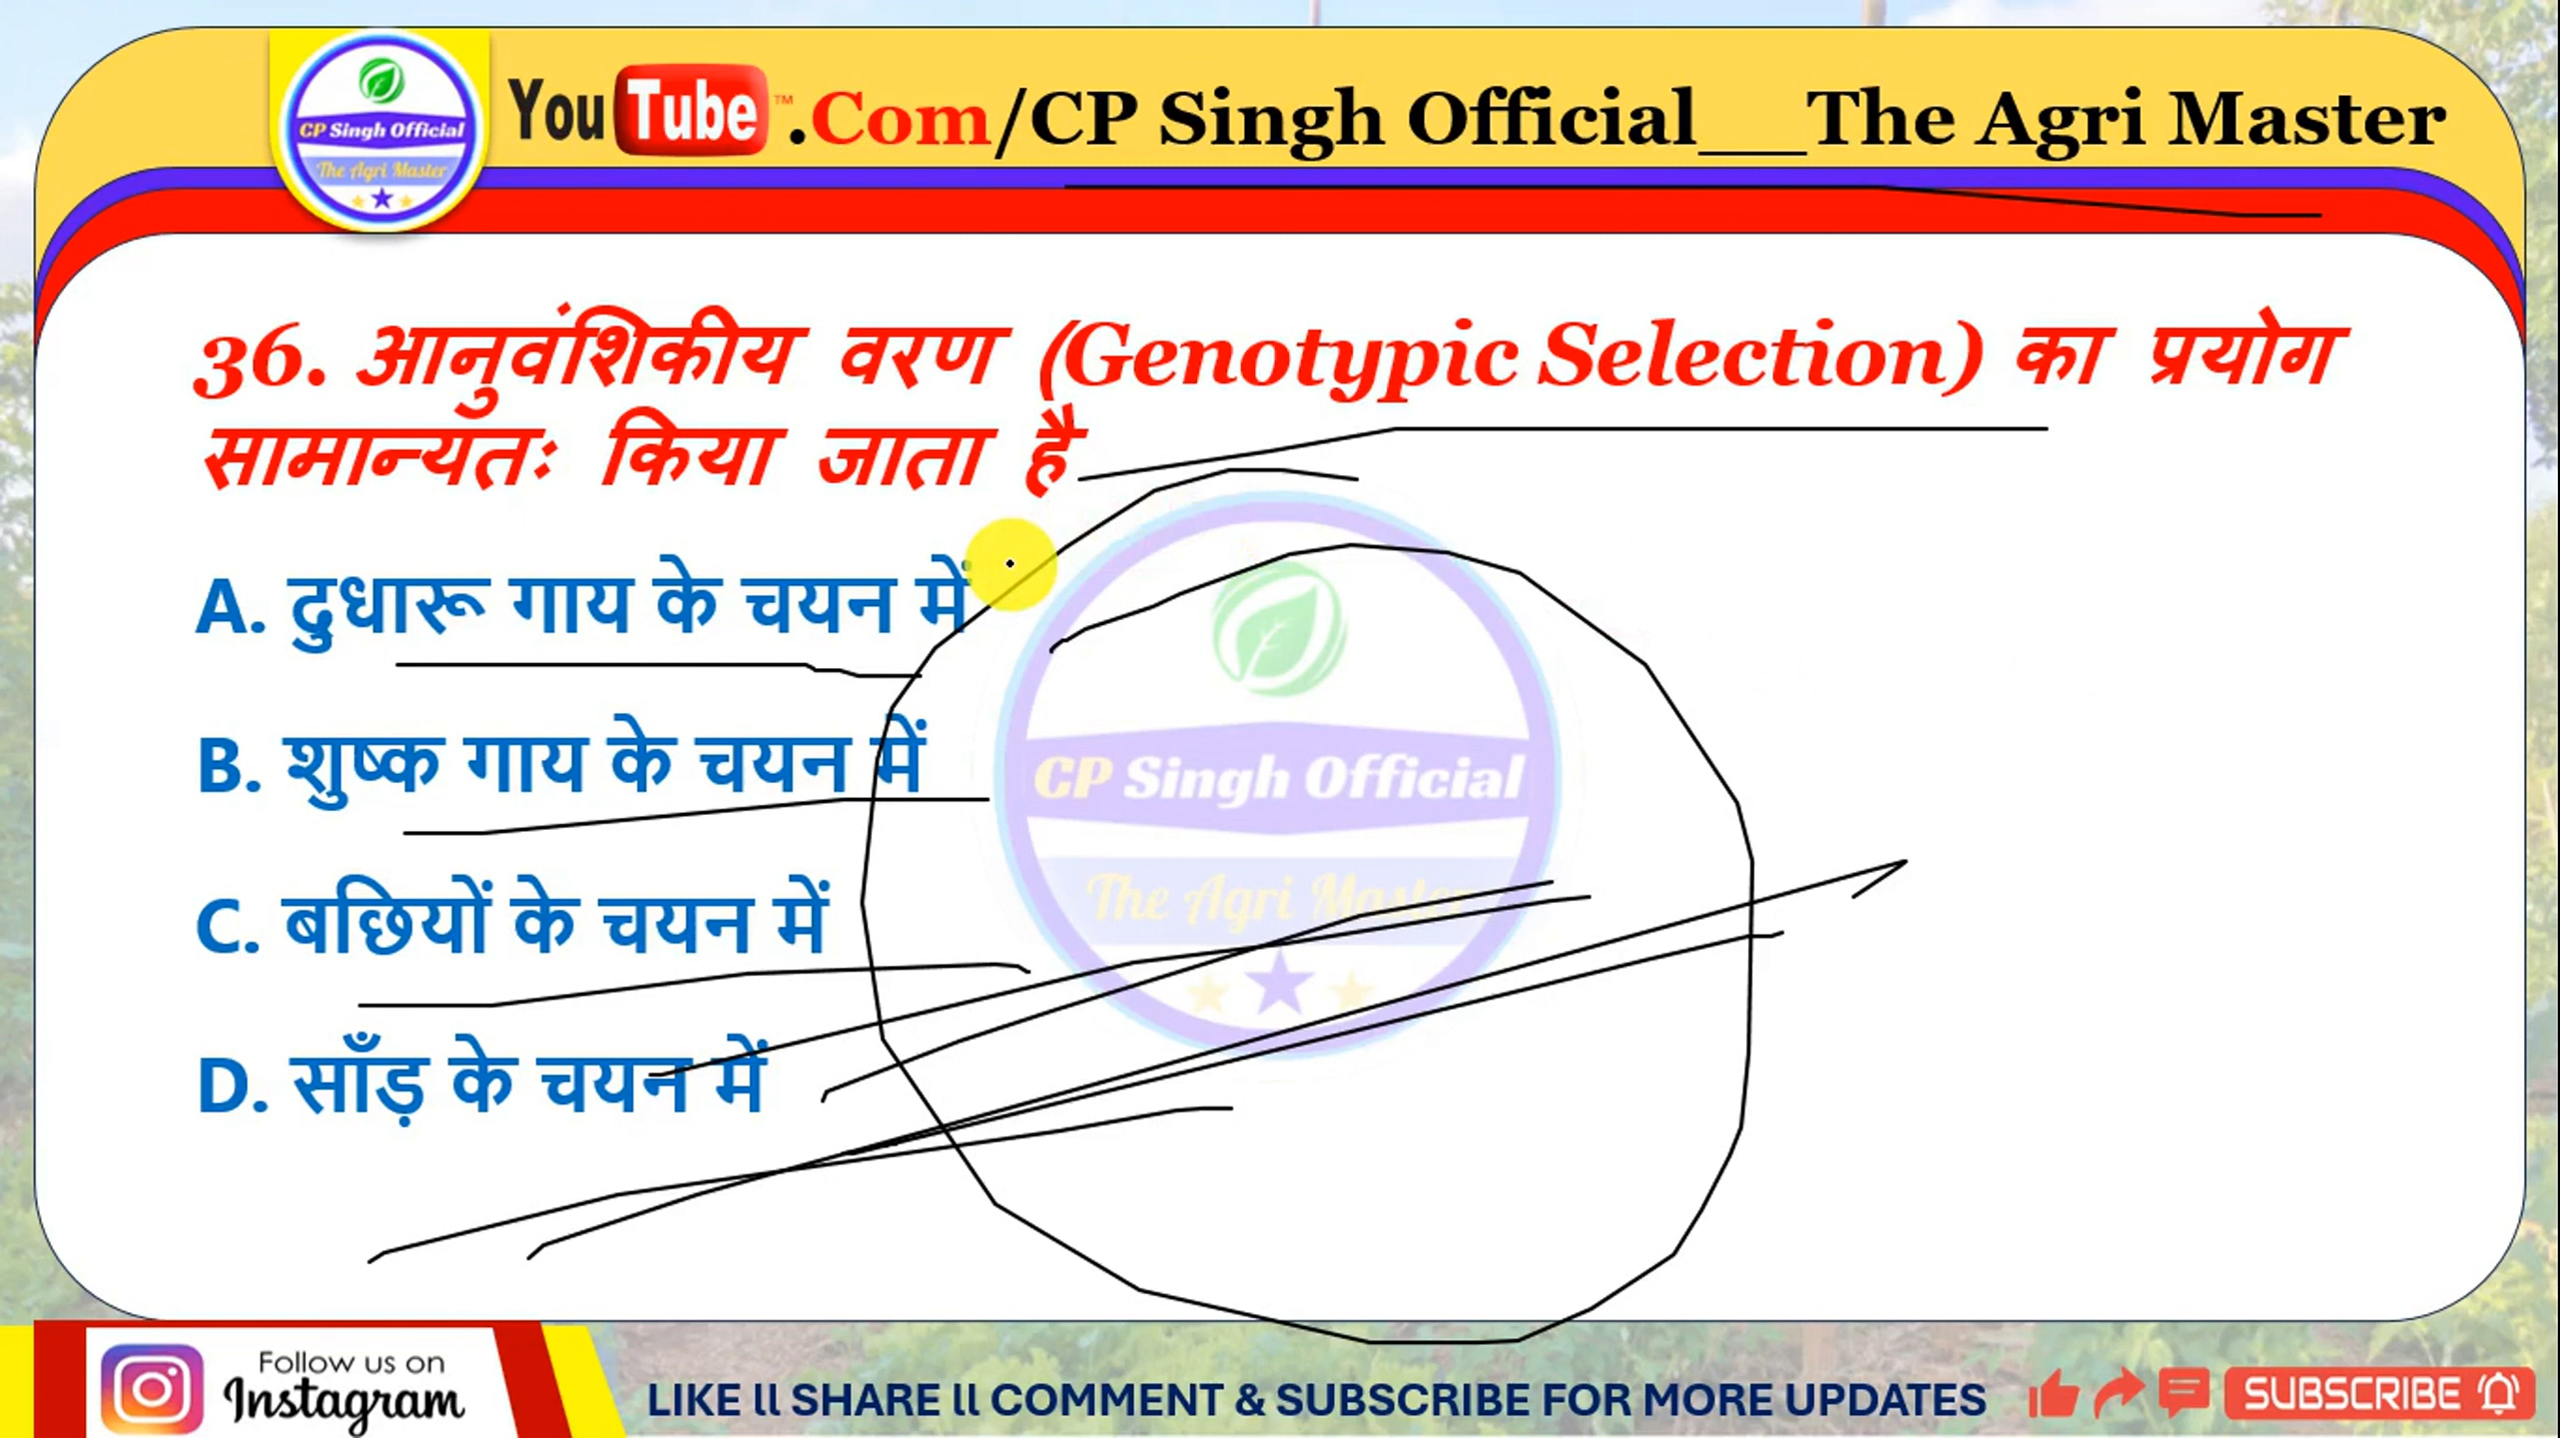 CP Singh Official
The Agri Master
YouTube™.Com/CP Singh Official___The Agri Master
36. आनुवंशिकीय वरण (Genotypic Selection) का प्रयोग
सामान्यतः किया जाता है
A. दुधारू गाय के चयन में
B. शुष्क गाय के चयन में
C. बछियों के चयन में
D. साँड़ के चयन में
CP Singh Official
The Agri Master
Follow us on
Instagram
LIKE ll SHARE ll COMMENT & SUBSCRIBE FOR MORE UPDATES
SUBSCRIBE